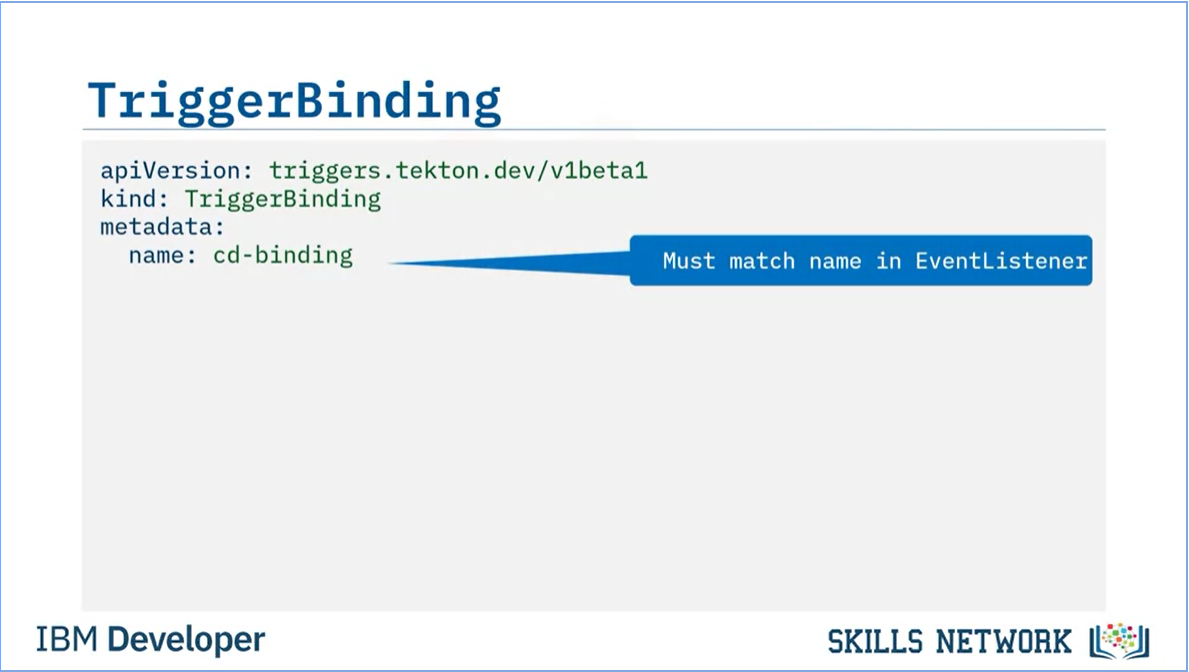 TriggerBinding
apiVersion: triggers.tekton.dev/v1beta1
kind: TriggerBinding
metadata:
  name: cd-binding
Must match name in EventListener
IBM Developer
SKILLS NETWORK